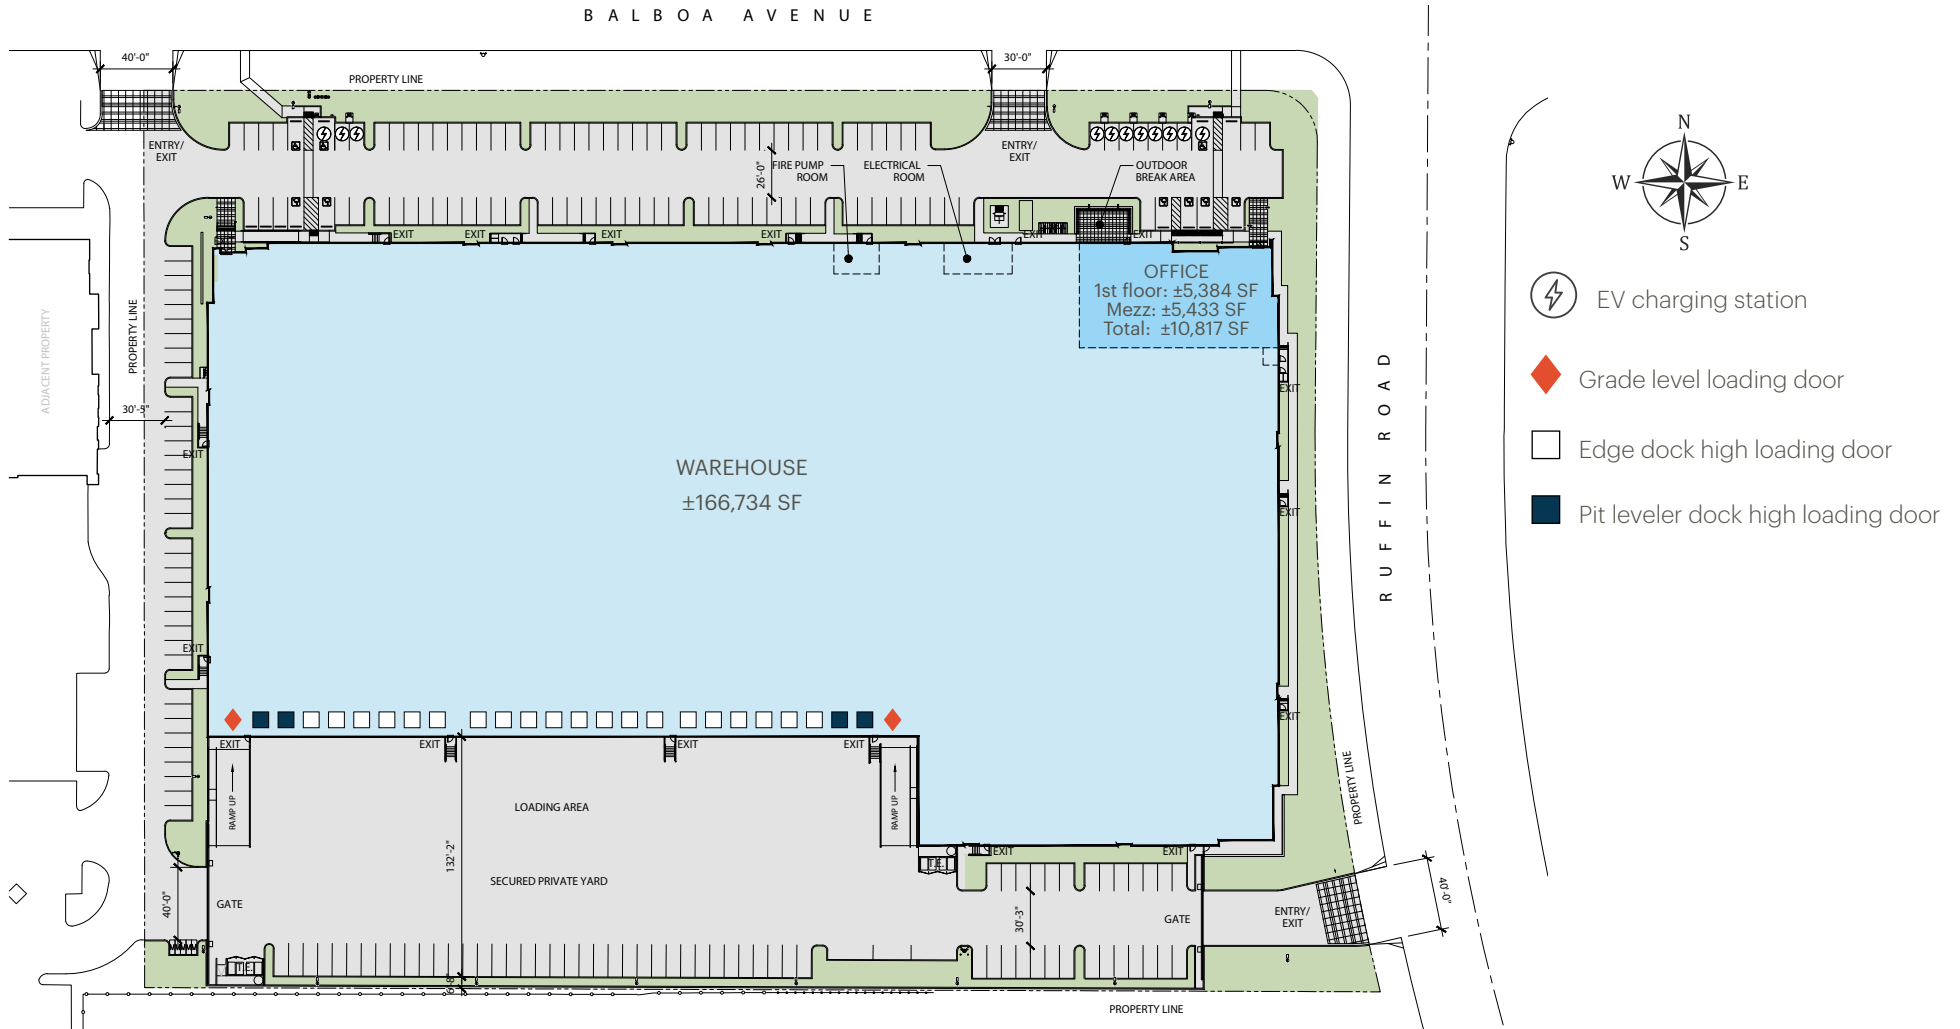 BALBOA AVENUE
40'-0"
30'-0"
PROPERTY LINE
ENTRY/
EXIT
ENTRY/
EXIT
26'-0"
FIRE PUMP
ROOM
ELECTRICAL
ROOM
OUTDOOR
BREAK AREA
EXIT
EXIT
EXIT
EXIT
EXIT
EXIT
OFFICE
1st floor: ±5,384 SF
Mezz: ±5,433 SF
Total: ±10,817 SF
ADJACENT PROPERTY
PROPERTY LINE
30'-5"
EXIT
EXIT
EXIT
EXIT
EXIT
WAREHOUSE
±166,734 SF
RUFFIN ROAD
N
W
E
S
EV charging station
Grade level loading door
Edge dock high loading door
Pit leveler dock high loading door
EXIT
EXIT
EXIT
EXIT
RAMP UP
RAMP UP
LOADING AREA
132'-2"
SECURED PRIVATE YARD
PROPERTY LINE
T.E.
EXIT
EXIT
40'-0"
GATE
30'-3"
GATE
ENTRY/
EXIT
40'-0"
T.E.
PROPERTY LINE